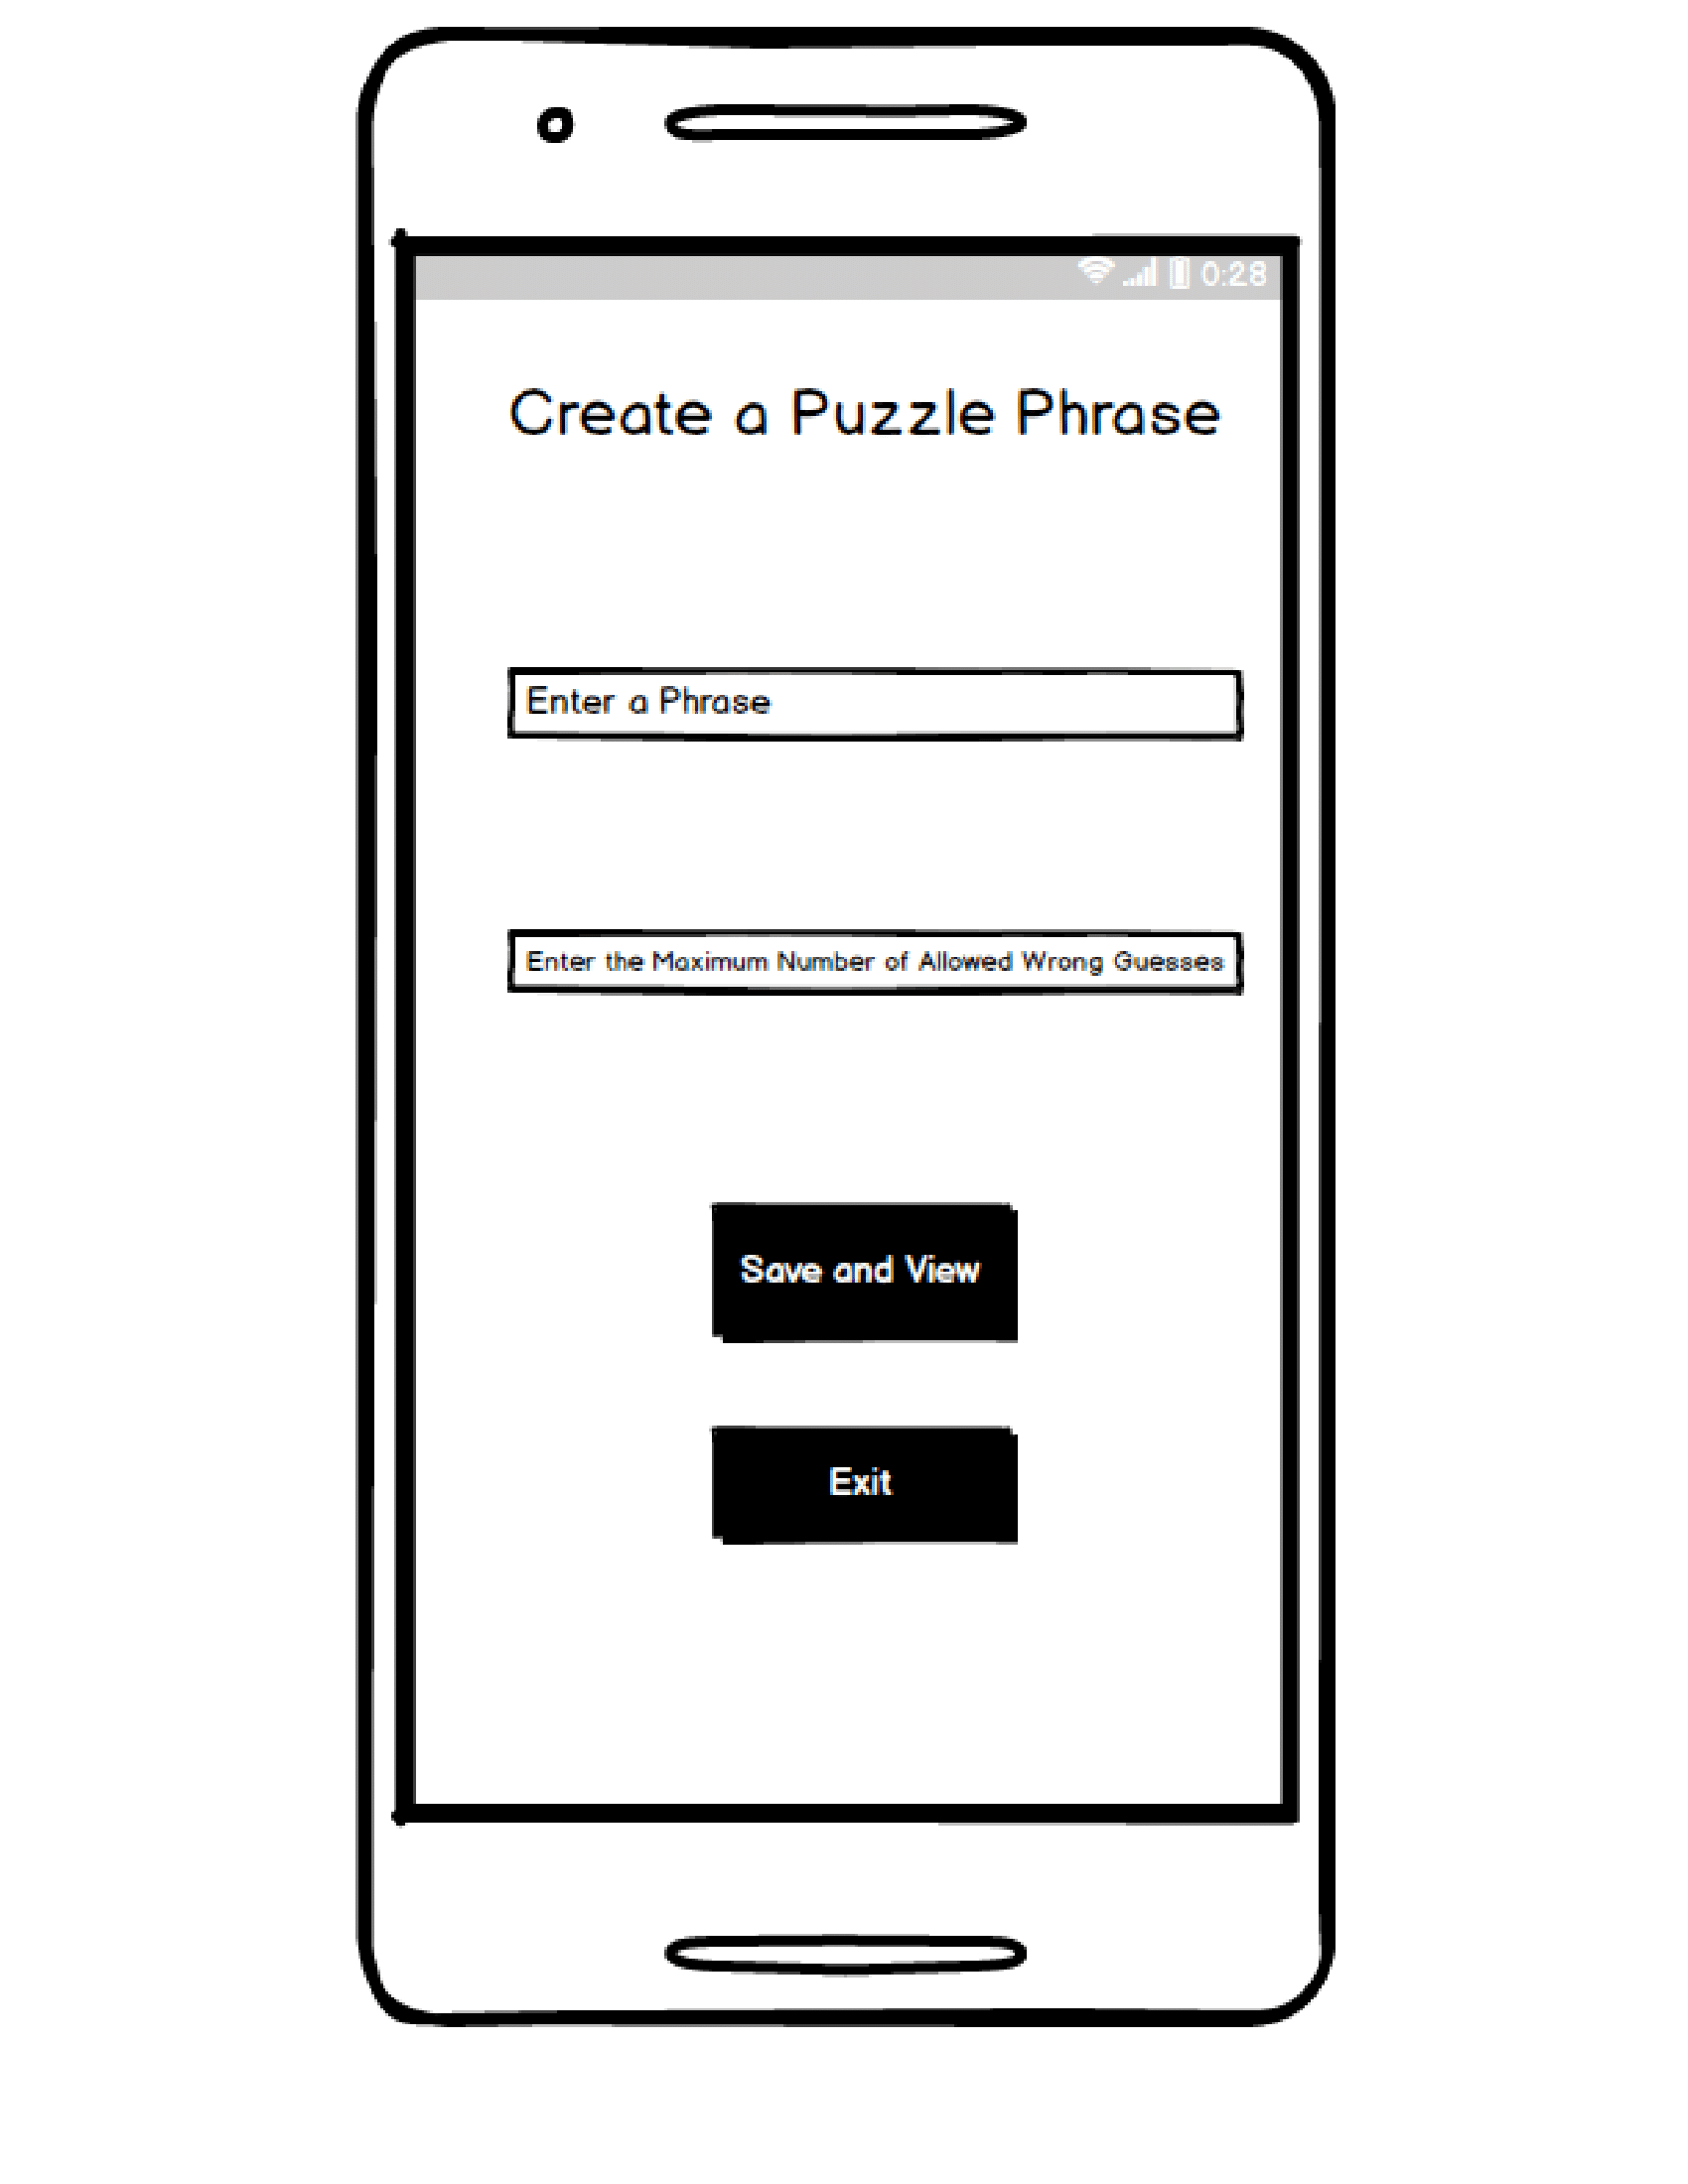 0:28
Create a Puzzle Phrase
Enter a Phrase
Enter the Maximum Number of Allowed Wrong Guesses
Save and View
Exit